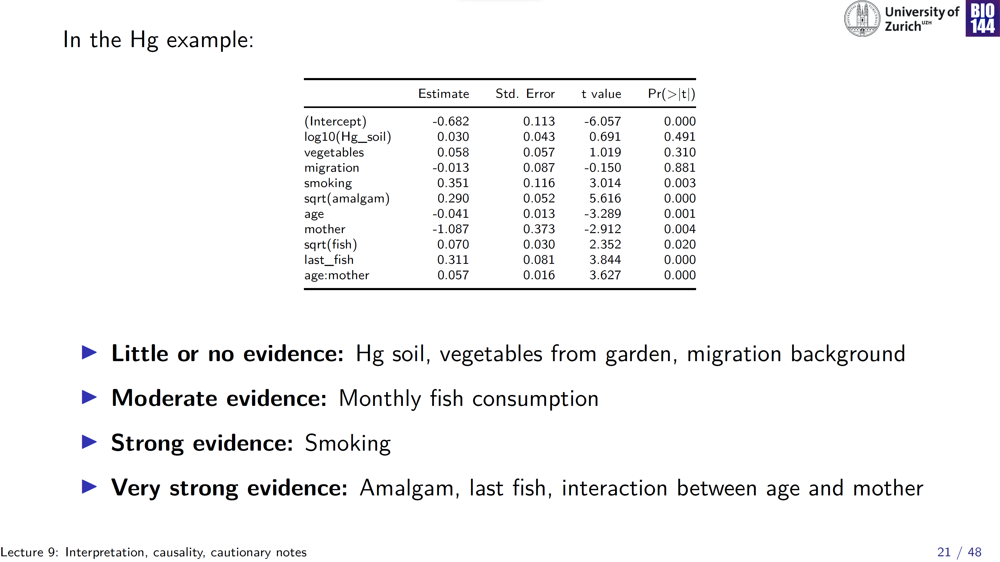 University of
Zurich UZH
BIO
144
In the Hg example:
Estimate Std. Error t value Pr(>|t|)
(Intercept) -0.682 0.113 -6.057 0.000
log10(Hg_soil) 0.030 0.043 0.691 0.491
vegetables 0.058 0.057 1.019 0.310
migration -0.013 0.087 -0.150 0.881
smoking 0.351 0.116 3.014 0.003
sqrt(amalgam) 0.290 0.052 5.616 0.000
age -0.041 0.013 -3.289 0.001
mother -1.087 0.373 -2.912 0.004
sqrt(fish) 0.070 0.030 2.352 0.020
last_fish 0.311 0.081 3.844 0.000
age:mother 0.057 0.016 3.627 0.000
▶ Little or no evidence: Hg soil, vegetables from garden, migration background
▶ Moderate evidence: Monthly fish consumption
▶ Strong evidence: Smoking
▶ Very strong evidence: Amalgam, last fish, interaction between age and mother
Lecture 9: Interpretation, causality, cautionary notes
21 / 48